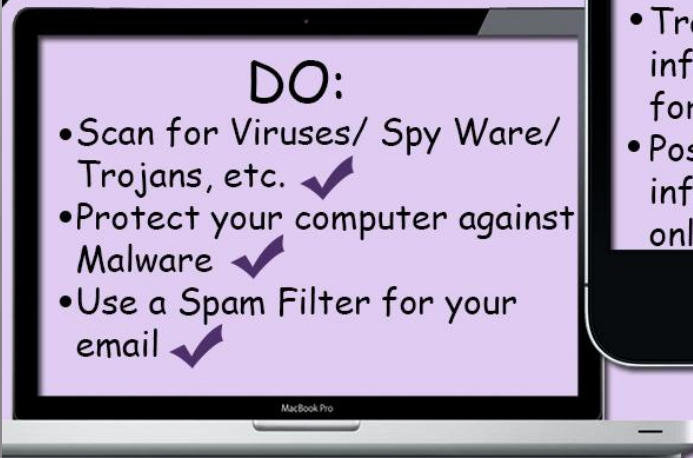 DO:
•Scan for Viruses/ Spy Ware/
Trojans, etc.
•Protect your computer against
Malware
•Use a Spam Filter for your
email
MacBook Pro
•
•